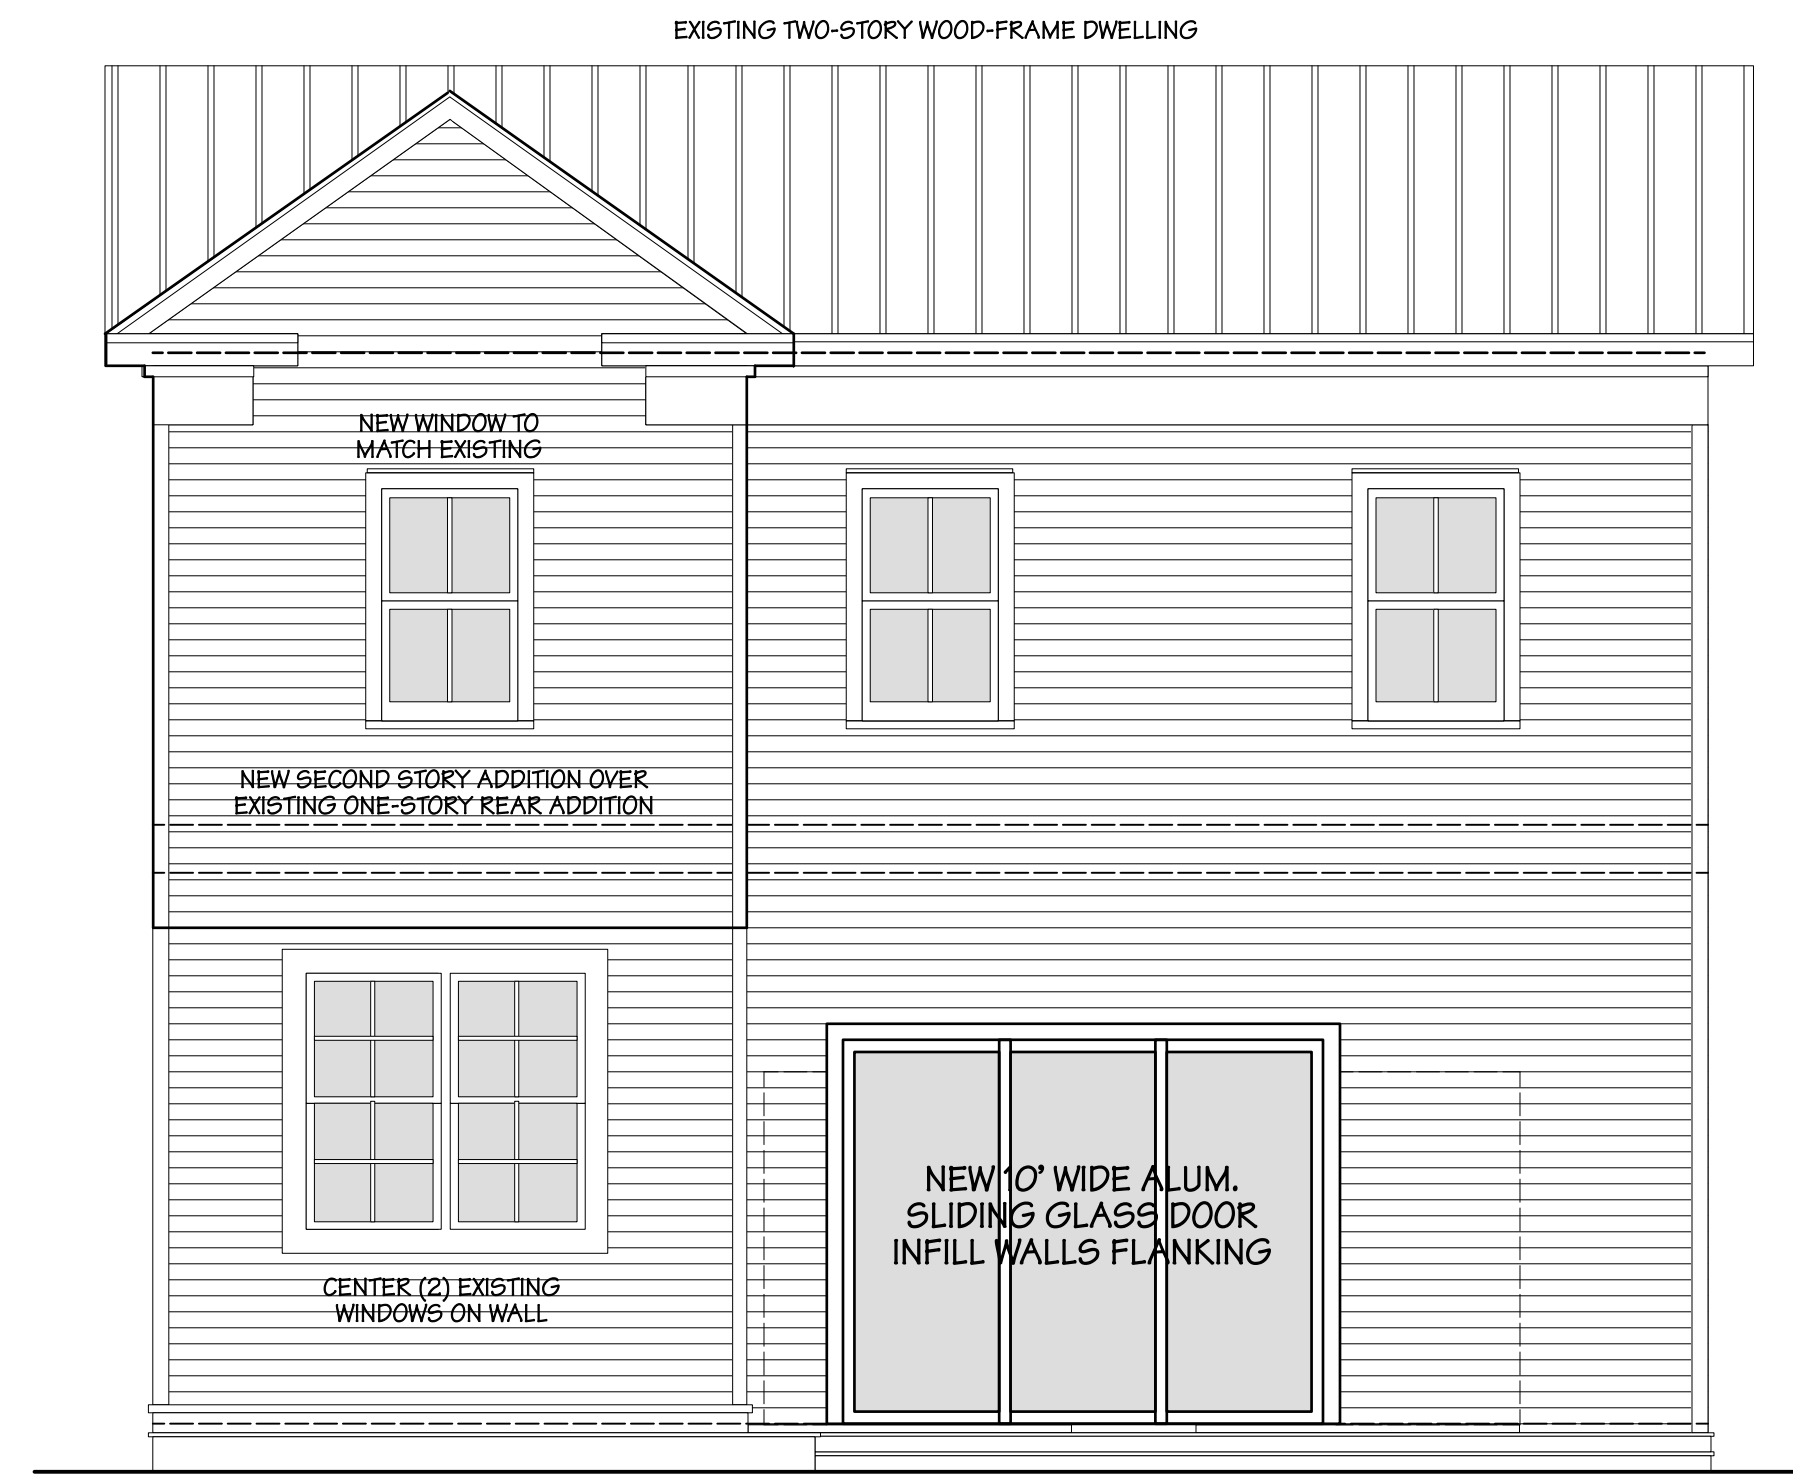 EXISTING TWO-STORY WOOD-FRAME DWELLING
NEW WINDOW TO
MATCH EXISTING
NEW SECOND STORY ADDITION OVER
EXISTING ONE-STORY REAR ADDITION
NEW 10' WIDE ALUM.
SLIDING GLASS DOOR
INFILL WALLS FLANKING
CENTER (2) EXISTING
WINDOWS ON WALL